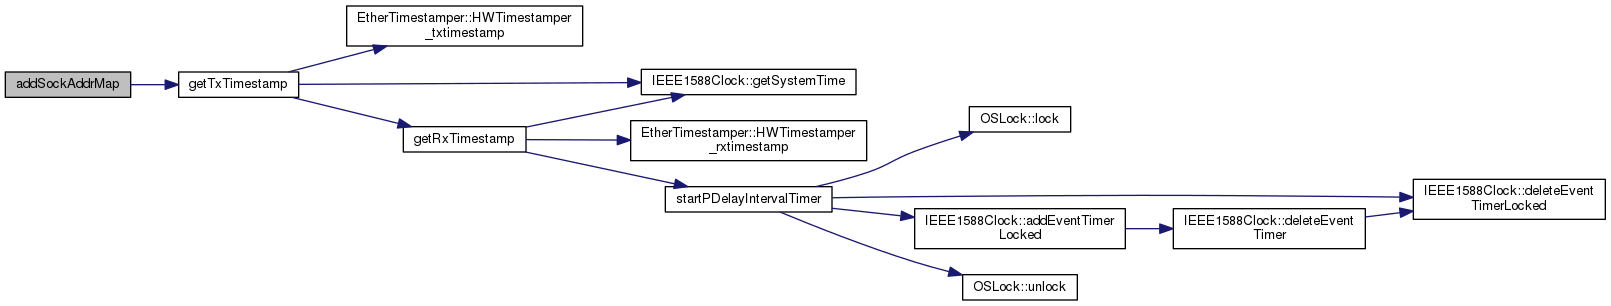 addSockAddrMap
getTxTimestamp
EtherTimestamper::HWTimestamper
_txtimestamp
getRxTimestamp
IEEE1588Clock::getSystemTime
EtherTimestamper::HWTimestamper
_rxtimestamp
startPDelayIntervalTimer
OSLock::lock
IEEE1588Clock::addEventTimer
Locked
OSLock::unlock
IEEE1588Clock::deleteEvent
Timer
IEEE1588Clock::deleteEvent
TimerLocked